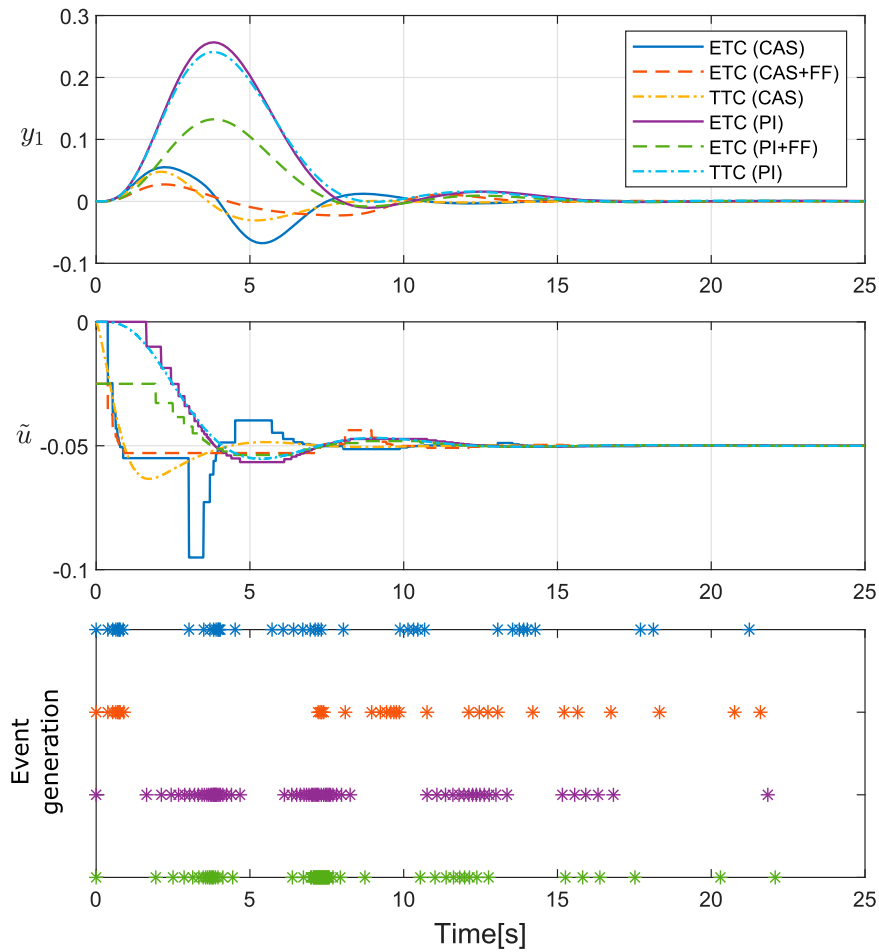 0.3
0.2
0.1
0
-0.1
y1
ETC (CAS)
ETC (CAS+FF)
TTC (CAS)
ETC (PI)
ETC (PI+FF)
TTC (PI)
0 5 10 15 20 25
0
-0.05
-0.1
ũ
0 5 10 15 20 25
Event
generation
0 5 10 15 20 25
Time[s]